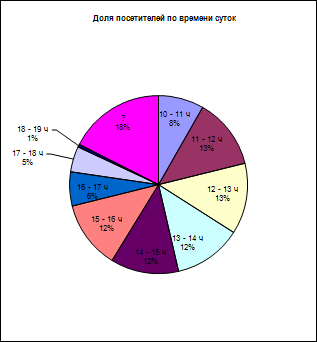 Доля посетителей по времени суток
?
18%
10 - 11 ч
8%
11 - 12 ч
13%
12 - 13 ч
13%
13 - 14 ч
12%
14 - 15 ч
12%
15 - 16 ч
12%
16 - 17 ч
6%
17 - 18 ч
5%
18 - 19 ч
1%